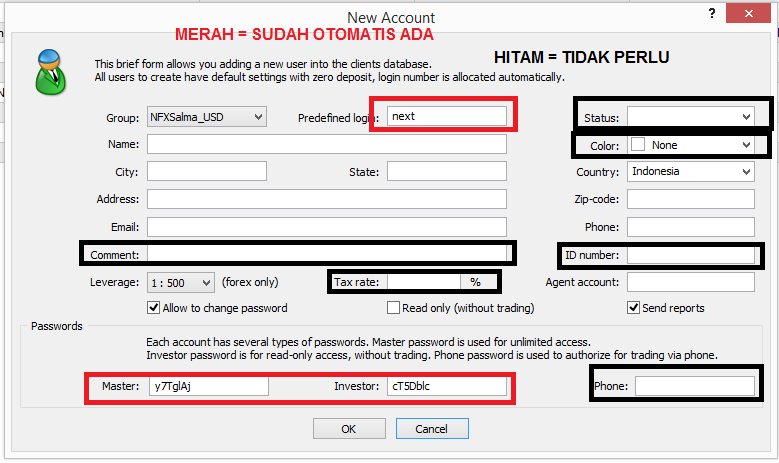 New Account
? X
MERAH = SUDAH OTOMATIS ADA
HITAM = TIDAK PERLU
This brief form allows you adding a new user into the clients database.
All users to create have default settings with zero deposit, login number is allocated automatically.
Group: NFXSalma_USD Predefined login: next Status:
Name: Color: None
City: State: Country: Indonesia
Address: Zip-code:
Email: Phone:
Comment: ID number:
Leverage: 1 : 500 (forex only) Tax rate: % Agent account:
Allow to change password Read only (without trading) Send reports
Passwords
Each account has several types of passwords. Master password is used for unlimited access.
Investor password is for read-only access, without trading. Phone password is used to authorize for trading via phone.
Master: y7TglAj Investor: cT5Dblc Phone:
OK Cancel